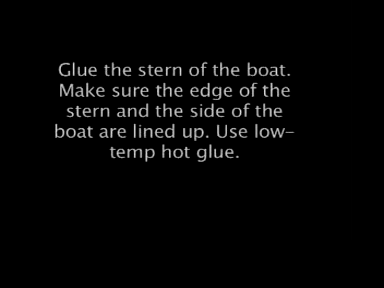 Glue the stern of the boat.
Make sure the edge of the
stern and the side of the
boat are lined up. Use low-
temp hot glue.